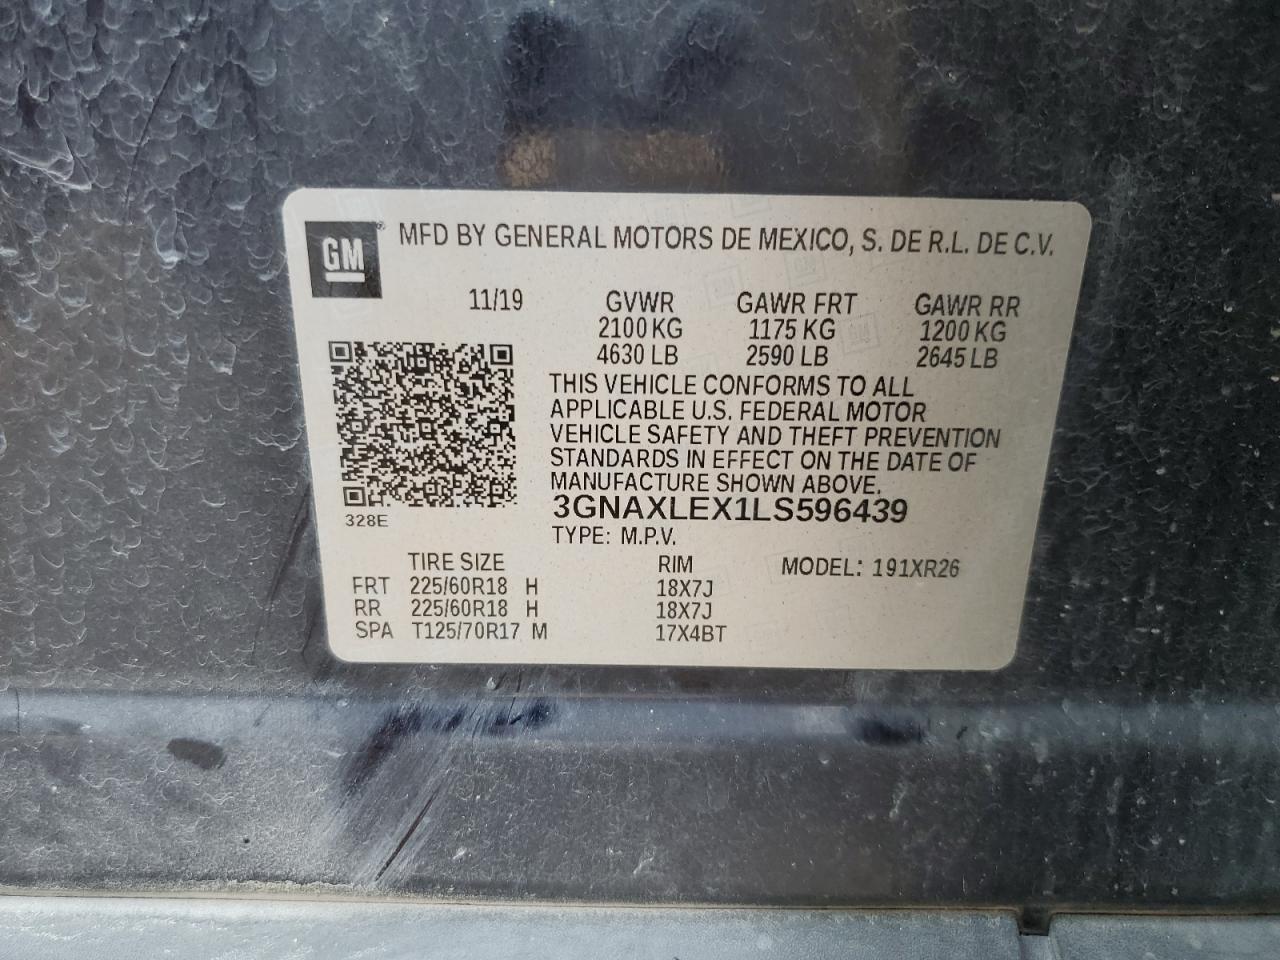 GM® MFD BY GENERAL MOTORS DE MEXICO, S. DE R.L. DE C.V.
11/19 GVWR GAWR FRT GAWR RR
2100 KG 1175 KG 1200 KG
4630 LB 2590 LB 2645 LB
THIS VEHICLE CONFORMS TO ALL
APPLICABLE U.S. FEDERAL MOTOR
VEHICLE SAFETY AND THEFT PREVENTION
STANDARDS IN EFFECT ON THE DATE OF
MANUFACTURE SHOWN ABOVE.
3GNAXLEX1LS596439
328E
TYPE: M.P.V.
TIRE SIZE RIM MODEL: 191XR26
FRT 225/60R18 H 18X7J
RR 225/60R18 H 18X7J
SPA T125/70R17 M 17X4BT